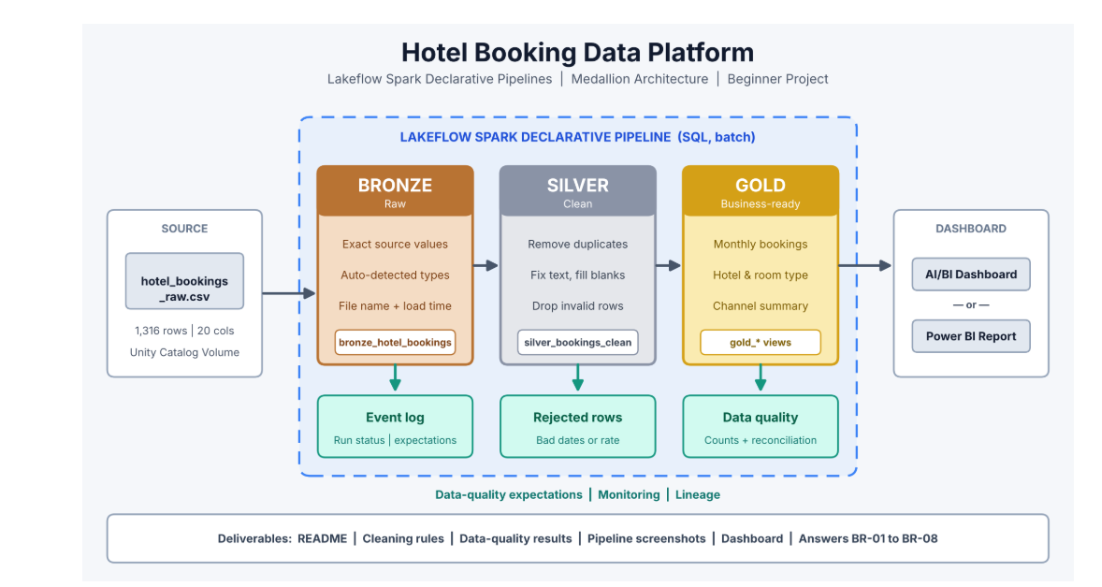 Hotel Booking Data Platform
Lakeflow Spark Declarative Pipelines | Medallion Architecture | Beginner Project
LAKEFLOW SPARK DECLARATIVE PIPELINE (SQL, batch)
SOURCE
hotel_bookings
_raw.csv
1,316 rows | 20 cols
Unity Catalog Volume
BRONZE
Raw
Exact source values
Auto-detected types
File name + load time
bronze_hotel_bookings
SILVER
Clean
Remove duplicates
Fix text, fill blanks
Drop invalid rows
silver_bookings_clean
GOLD
Business-ready
Monthly bookings
Hotel & room type
Channel summary
gold_* views
DASHBOARD
AI/BI Dashboard
— or —
Power BI Report
Event log
Run status | expectations
Rejected rows
Bad dates or rate
Data quality
Counts + reconciliation
Data-quality expectations | Monitoring | Lineage
Deliverables: README | Cleaning rules | Data-quality results | Pipeline screenshots | Dashboard | Answers BR-01 to BR-08